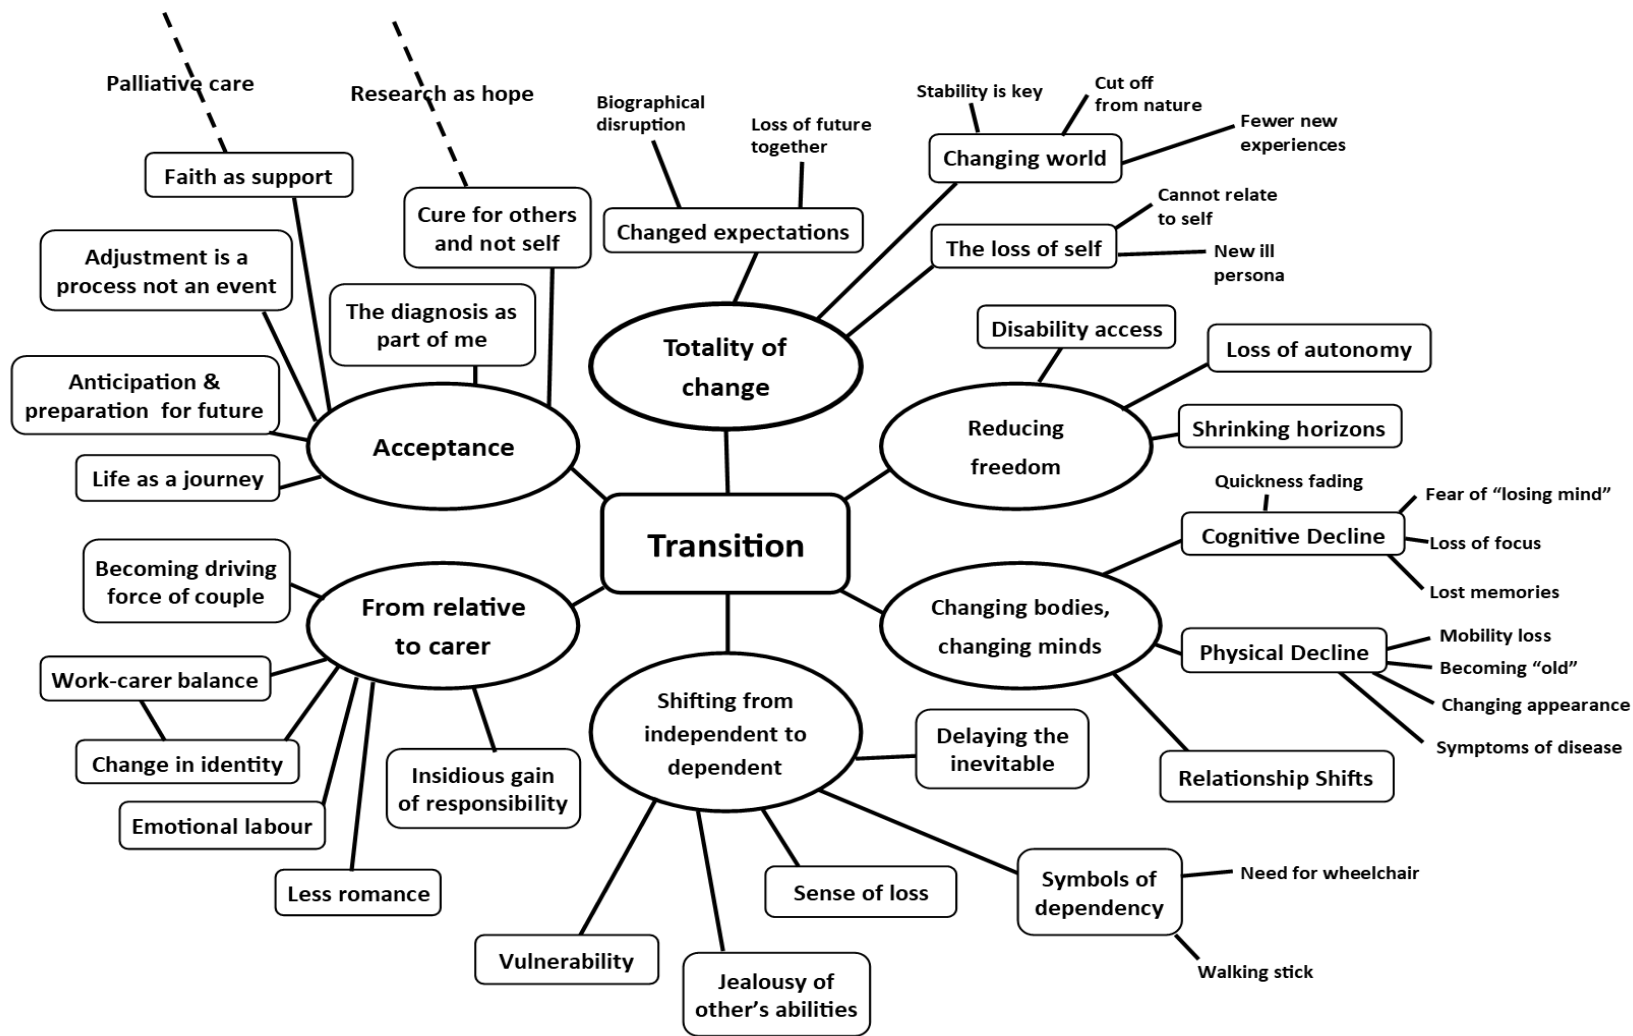 Palliative care
Research as hope
Faith as support
Cure for others
and not self
Adjustment is a
process not an event
The diagnosis as
part of me
Anticipation &
preparation for future
Life as a journey
Acceptance
Biographical
disruption
Loss of future
together
Changed expectations
Totality of
change
Stability is key
Cut off
from nature
Fewer new
experiences
Changing world
Cannot relate
to self
The loss of self
New ill
persona
Disability access
Loss of autonomy
Shrinking horizons
Reducing
freedom
Transition
Quickness fading
Fear of “losing mind”
Cognitive Decline
Loss of focus
Lost memories
Changing bodies,
changing minds
Physical Decline
Mobility loss
Becoming “old”
Changing appearance
Symptoms of disease
Relationship Shifts
Becoming driving
force of couple
From relative
to carer
Work-carer balance
Change in identity
Emotional labour
Less romance
Insidious gain
of responsibility
Shifting from
independent to
dependent
Delaying the
inevitable
Symbols of
dependency
Need for wheelchair
Walking stick
Sense of loss
Vulnerability
Jealousy of
other’s abilities